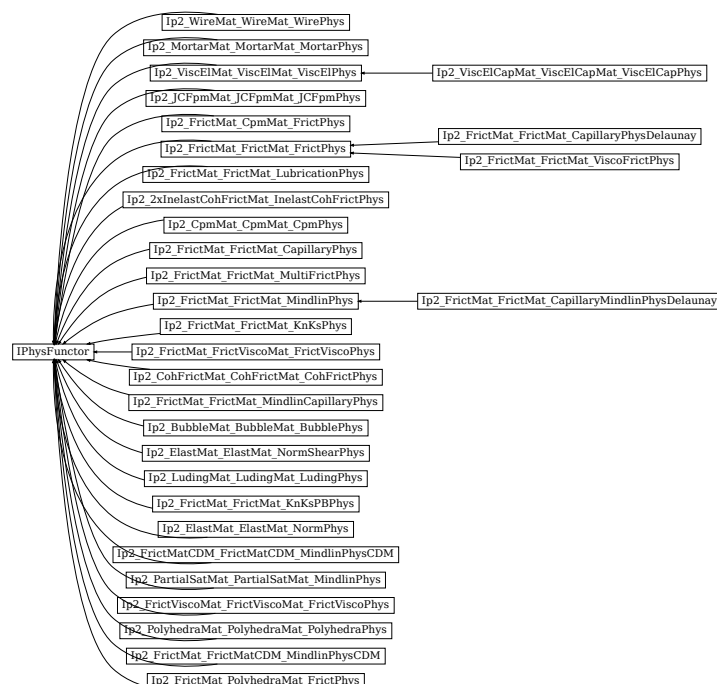 Ip2_WireMat_WireMat_WirePhys
Ip2_MortarMat_MortarMat_MortarPhys
Ip2_ViscElMat_ViscElMat_ViscElPhys
Ip2_ViscElCapMat_ViscElCapMat_ViscElCapPhys
Ip2_JCFpmMat_JCFpmMat_JCFpmPhys
Ip2_FrictMat_CpmMat_FrictPhys
Ip2_FrictMat_FrictMat_CapillaryPhysDelaunay
Ip2_FrictMat_FrictMat_FrictPhys
Ip2_FrictMat_FrictMat_ViscoFrictPhys
Ip2_FrictMat_FrictMat_LubricationPhys
Ip2_2xInelastCohFrictMat_InelastCohFrictPhys
Ip2_CpmMat_CpmMat_CpmPhys
Ip2_FrictMat_FrictMat_CapillaryPhys
Ip2_FrictMat_FrictMat_MultiFrictPhys
Ip2_FrictMat_FrictMat_MindlinPhys
Ip2_FrictMat_FrictMat_CapillaryMindlinPhysDelaunay
Ip2_FrictMat_FrictMat_KnKsPhys
IPhysFunctor
Ip2_FrictMat_FrictViscoMat_FrictViscoPhys
Ip2_CohFrictMat_CohFrictMat_CohFrictPhys
Ip2_FrictMat_FrictMat_MindlinCapillaryPhys
Ip2_BubbleMat_BubbleMat_BubblePhys
Ip2_ElastMat_ElastMat_NormShearPhys
Ip2_LudingMat_LudingMat_LudingPhys
Ip2_FrictMat_FrictMat_KnKsPBPhys
Ip2_ElastMat_ElastMat_NormPhys
Ip2_FrictMatCDM_FrictMatCDM_MindlinPhysCDM
Ip2_PartialSatMat_PartialSatMat_MindlinPhys
Ip2_FrictViscoMat_FrictViscoMat_FrictViscoPhys
Ip2_PolyhedraMat_PolyhedraMat_PolyhedraPhys
Ip2_FrictMat_FrictMatCDM_MindlinPhysCDM
Ip2_FrictMat_PolyhedraMat_FrictPhys